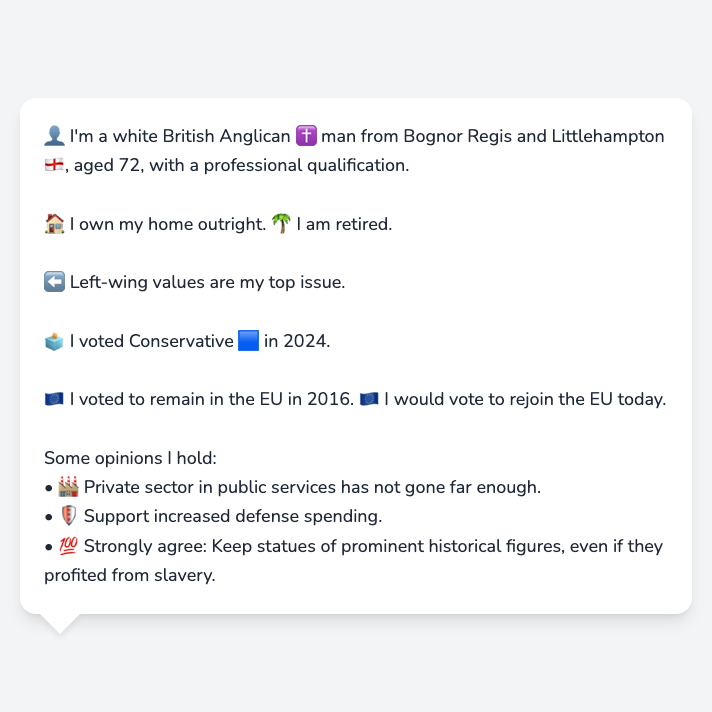 👤 I'm a white British Anglican ✝️ man from Bognor Regis and Littlehampton
🏴󠁧󠁢󠁥󠁮󠁧󠁿, aged 72, with a professional qualification.
🏠 I own my home outright. 🌴 I am retired.
⬅️ Left-wing values are my top issue.
🗳️ I voted Conservative 🟦 in 2024.
🇪🇺 I voted to remain in the EU in 2016. 🇪🇺 I would vote to rejoin the EU today.
Some opinions I hold:
• 🏭 Private sector in public services has not gone far enough.
• 🛡️ Support increased defense spending.
• 💯 Strongly agree: Keep statues of prominent historical figures, even if they
profited from slavery.